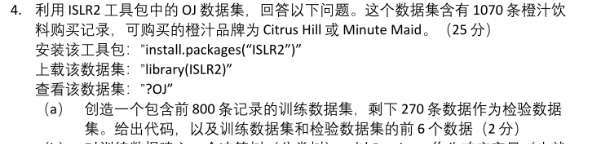 4. 利用 ISLR2 工具包中的 OJ 数据集，回答以下问题。这个数据集含有 1070 条橙汁饮
料购买记录，可购买的橙汁品牌为 Citrus Hill 或 Minute Maid。（25 分）
安装该工具包："install.packages(“ISLR2”)”
上载该数据集："library(ISLR2)”
查看该数据集："?OJ”
(a) 创造一个包含前 800 条记录的训练数据集，剩下 270 条数据作为检验数据
集。给出代码，以及训练数据集和检验数据集的前 6 个数据（2 分）